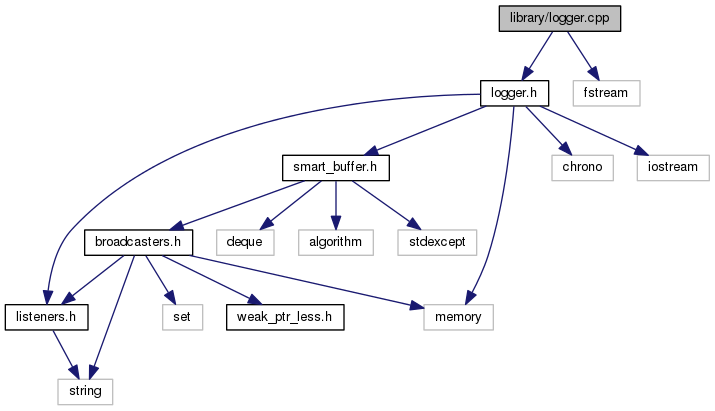 library/logger.cpp
logger.h
fstream
smart_buffer.h
chrono
iostream
broadcasters.h
deque
algorithm
stdexcept
listeners.h
set
weak_ptr_less.h
memory
string